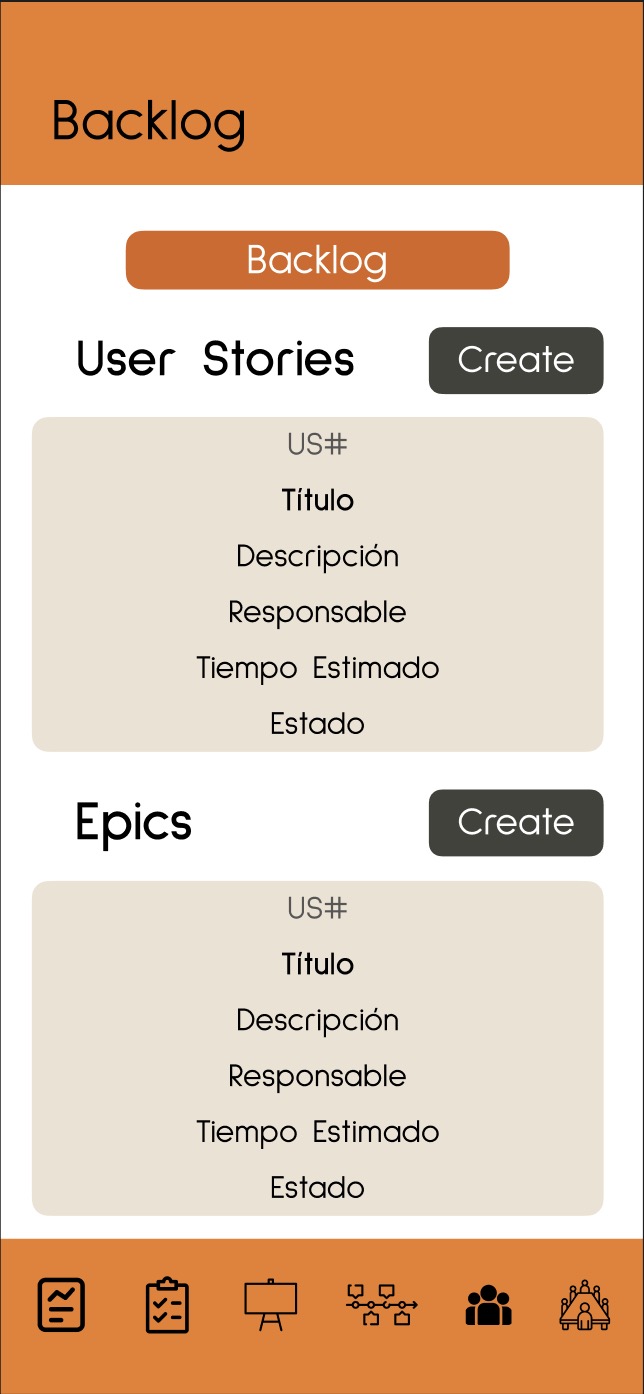 Backlog
Backlog
User Stories
Create
US#
Título
Descripción
Responsable
Tiempo Estimado
Estado
Epics
Create
US#
Título
Descripción
Responsable
Tiempo Estimado
Estado